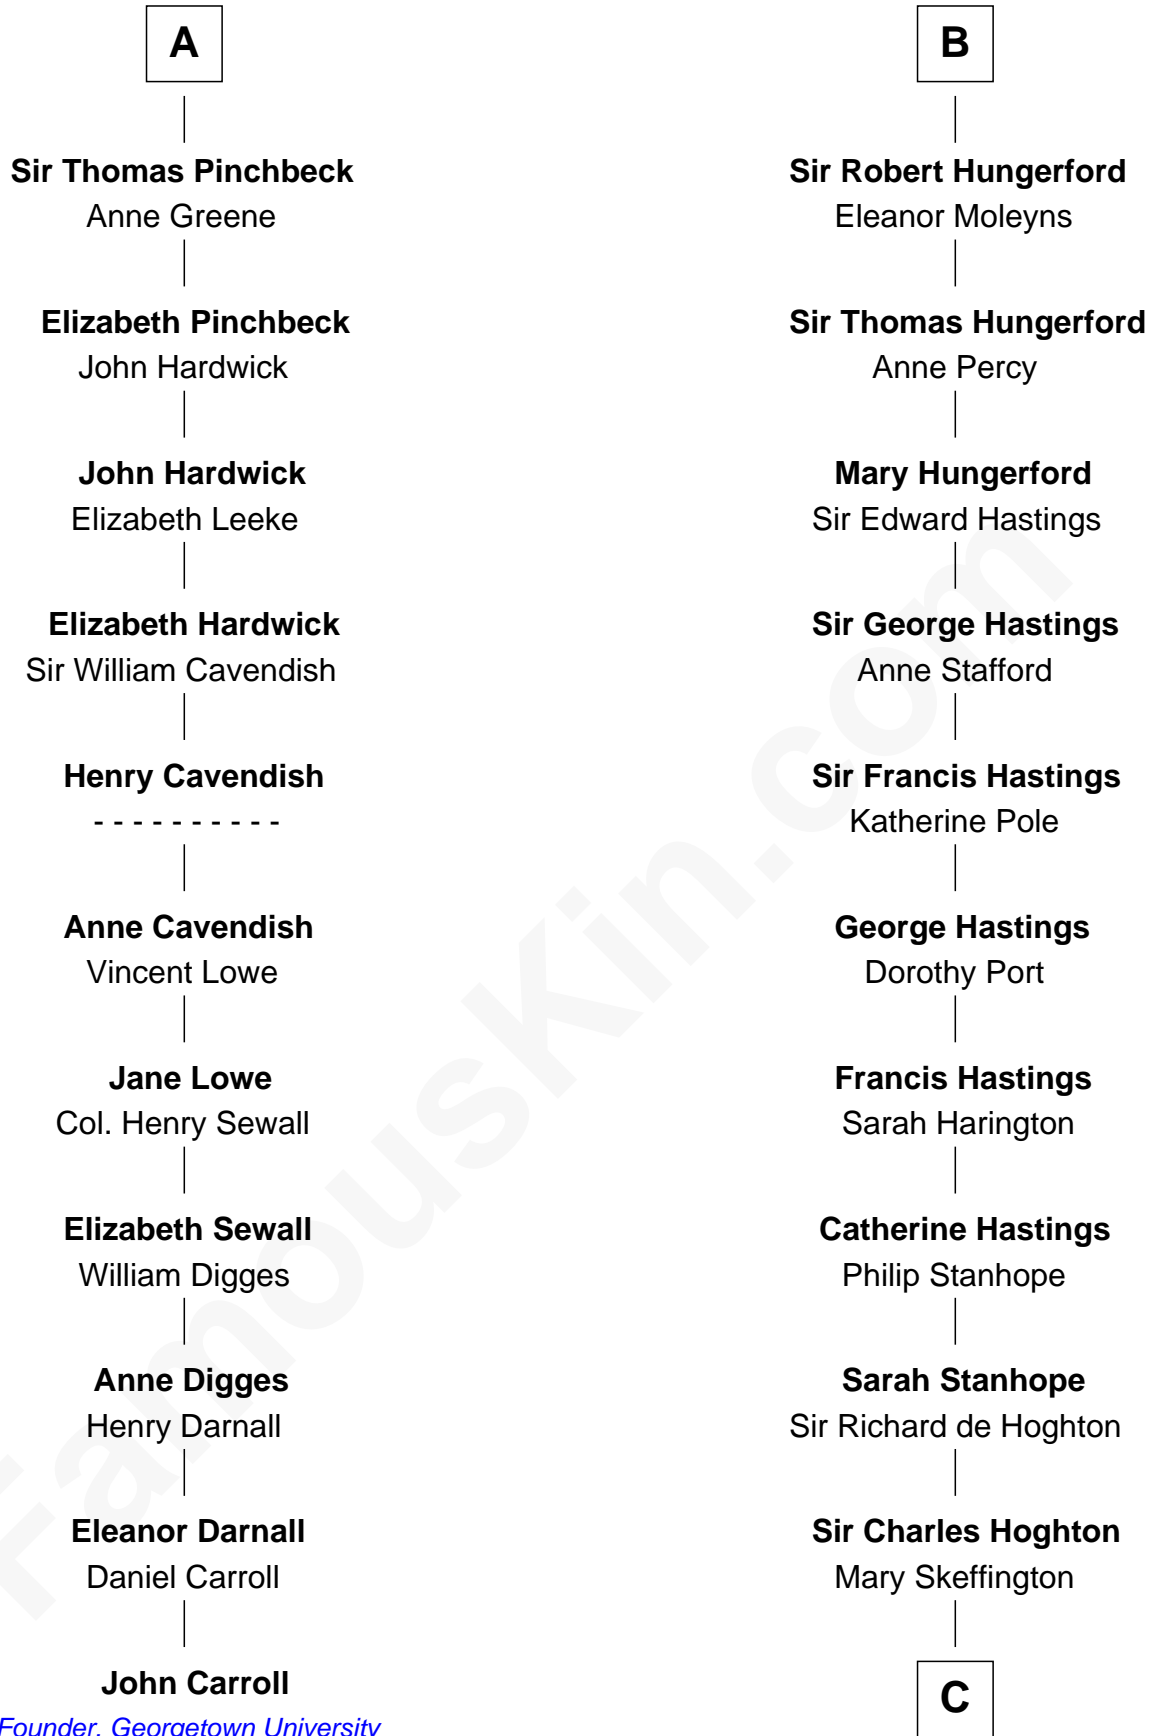 A
Sir Thomas Pinchbeck
Anne Greene
Elizabeth Pinchbeck
John Hardwick
John Hardwick
Elizabeth Leeke
Elizabeth Hardwick
Sir William Cavendish
Henry Cavendish
- - - - - - - - - -
Anne Cavendish
Vincent Lowe
Jane Lowe
Col. Henry Sewall
Elizabeth Sewall
William Digges
Anne Digges
Henry Darnall
Eleanor Darnall
Daniel Carroll
John Carroll
Founder, Georgetown University
B
Sir Robert Hungerford
Eleanor Moleyns
Sir Thomas Hungerford
Anne Percy
Mary Hungerford
Sir Edward Hastings
Sir George Hastings
Anne Stafford
Sir Francis Hastings
Katherine Pole
George Hastings
Dorothy Port
Francis Hastings
Sarah Harington
Catherine Hastings
Philip Stanhope
Sarah Stanhope
Sir Richard de Hoghton
Sir Charles Hoghton
Mary Skeffington
C
FamousKin.com